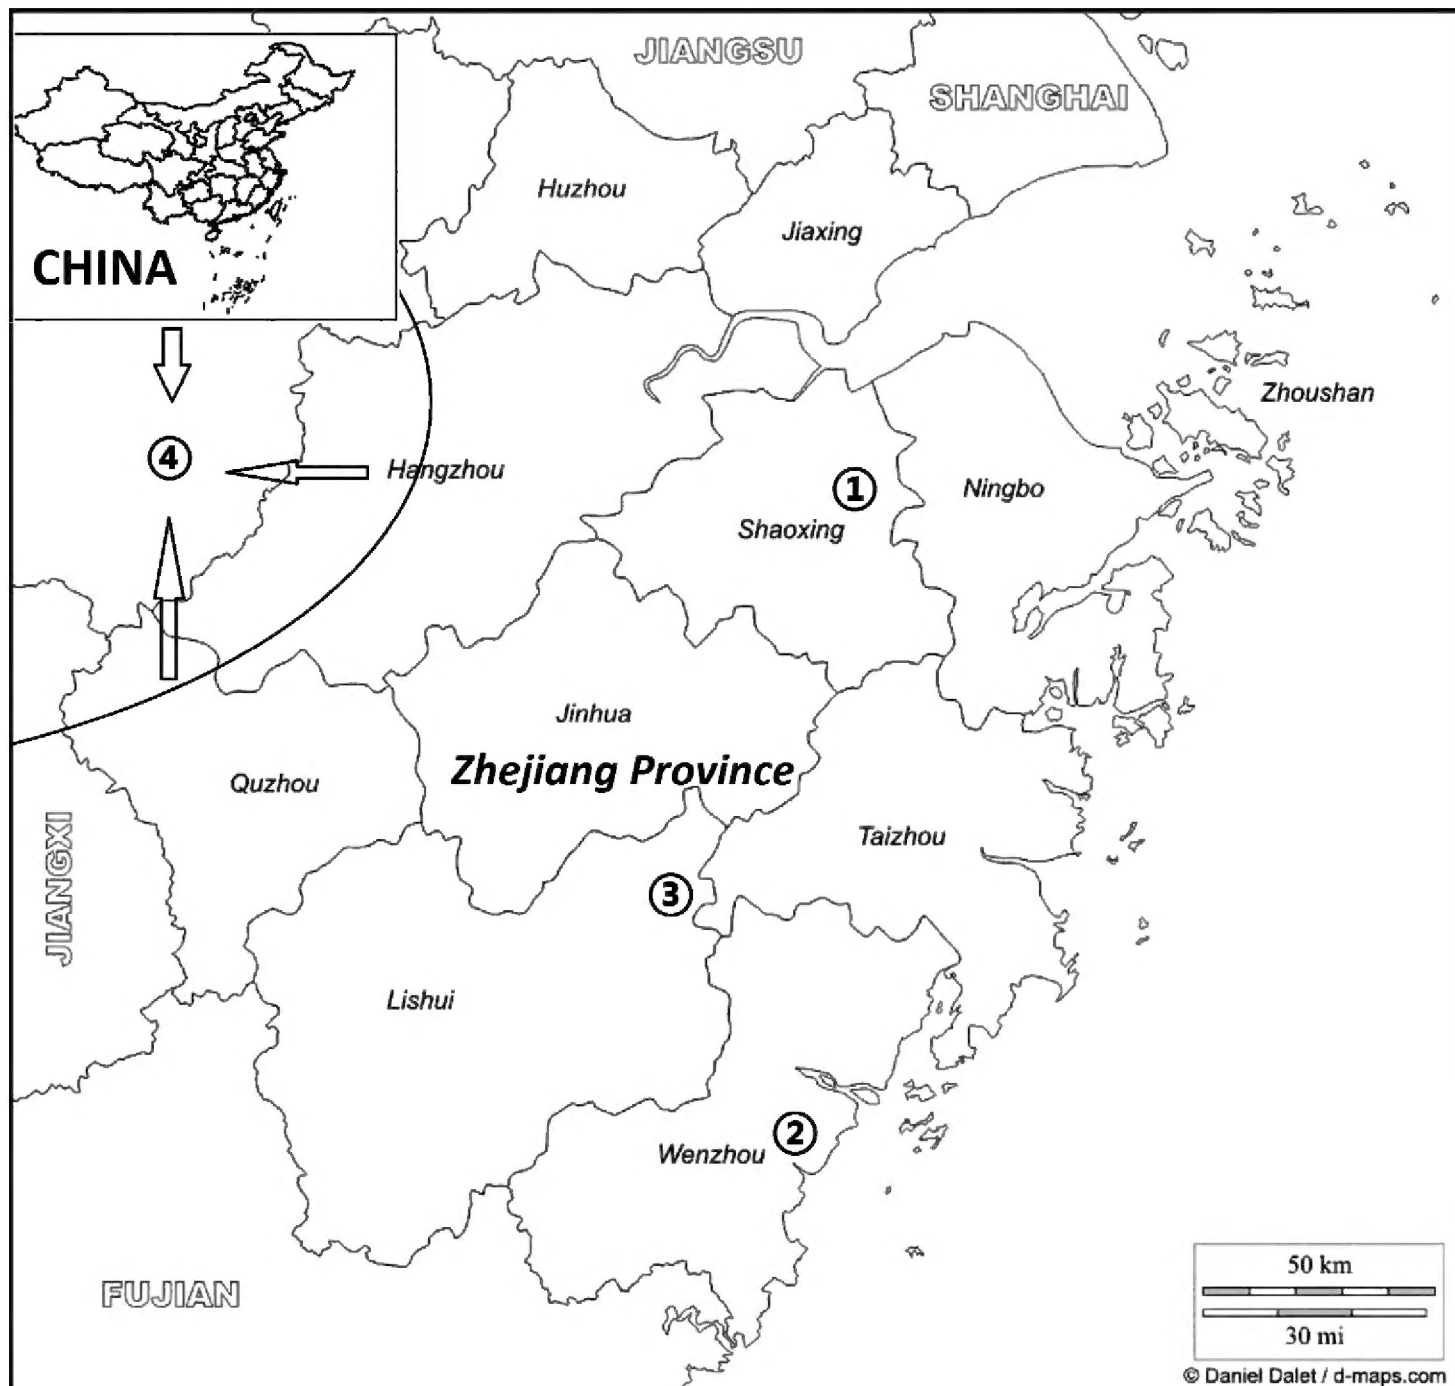 JIANGSU
SHANGHAI
CHINA
Huzhou
Jiaxing
Zhoushan
④
Hangzhou
①
Ningbo
Shaoxing
Jinhua
Zhejiang Province
Quzhou
Taizhou
JIANGXI
③
Lishui
②
Wenzhou
FUJIAN
50 km
30 mi
© Daniel Dalet / d-maps.com